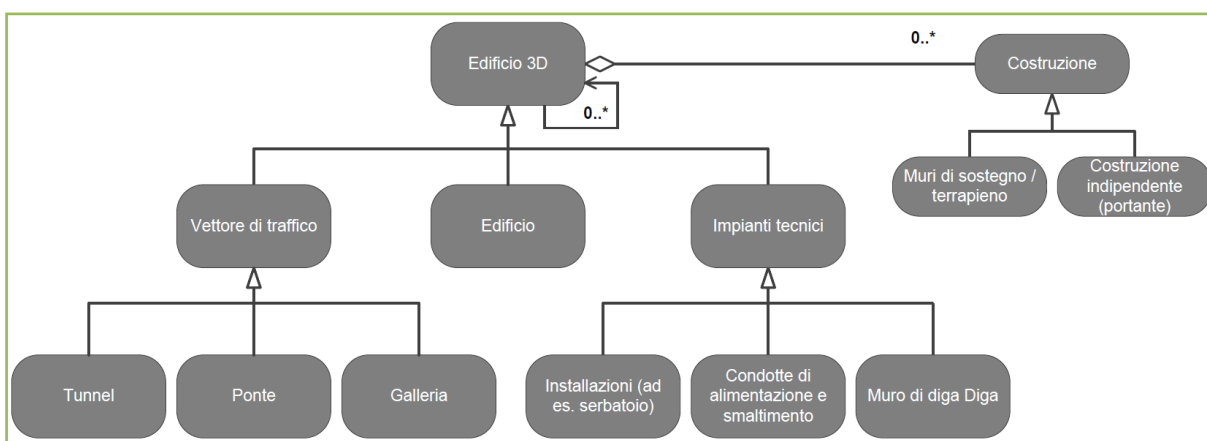 0..*
Edificio 3D
Costruzione
0..*
Muri di sostegno /
terrapieno
Costruzione
indipendente
(portante)
Vettore di traffico
Edificio
Impianti tecnici
Tunnel
Ponte
Galleria
Installazioni (ad
es. serbatoio)
Condotte di
alimentazione e
smaltimento
Muro di diga Diga